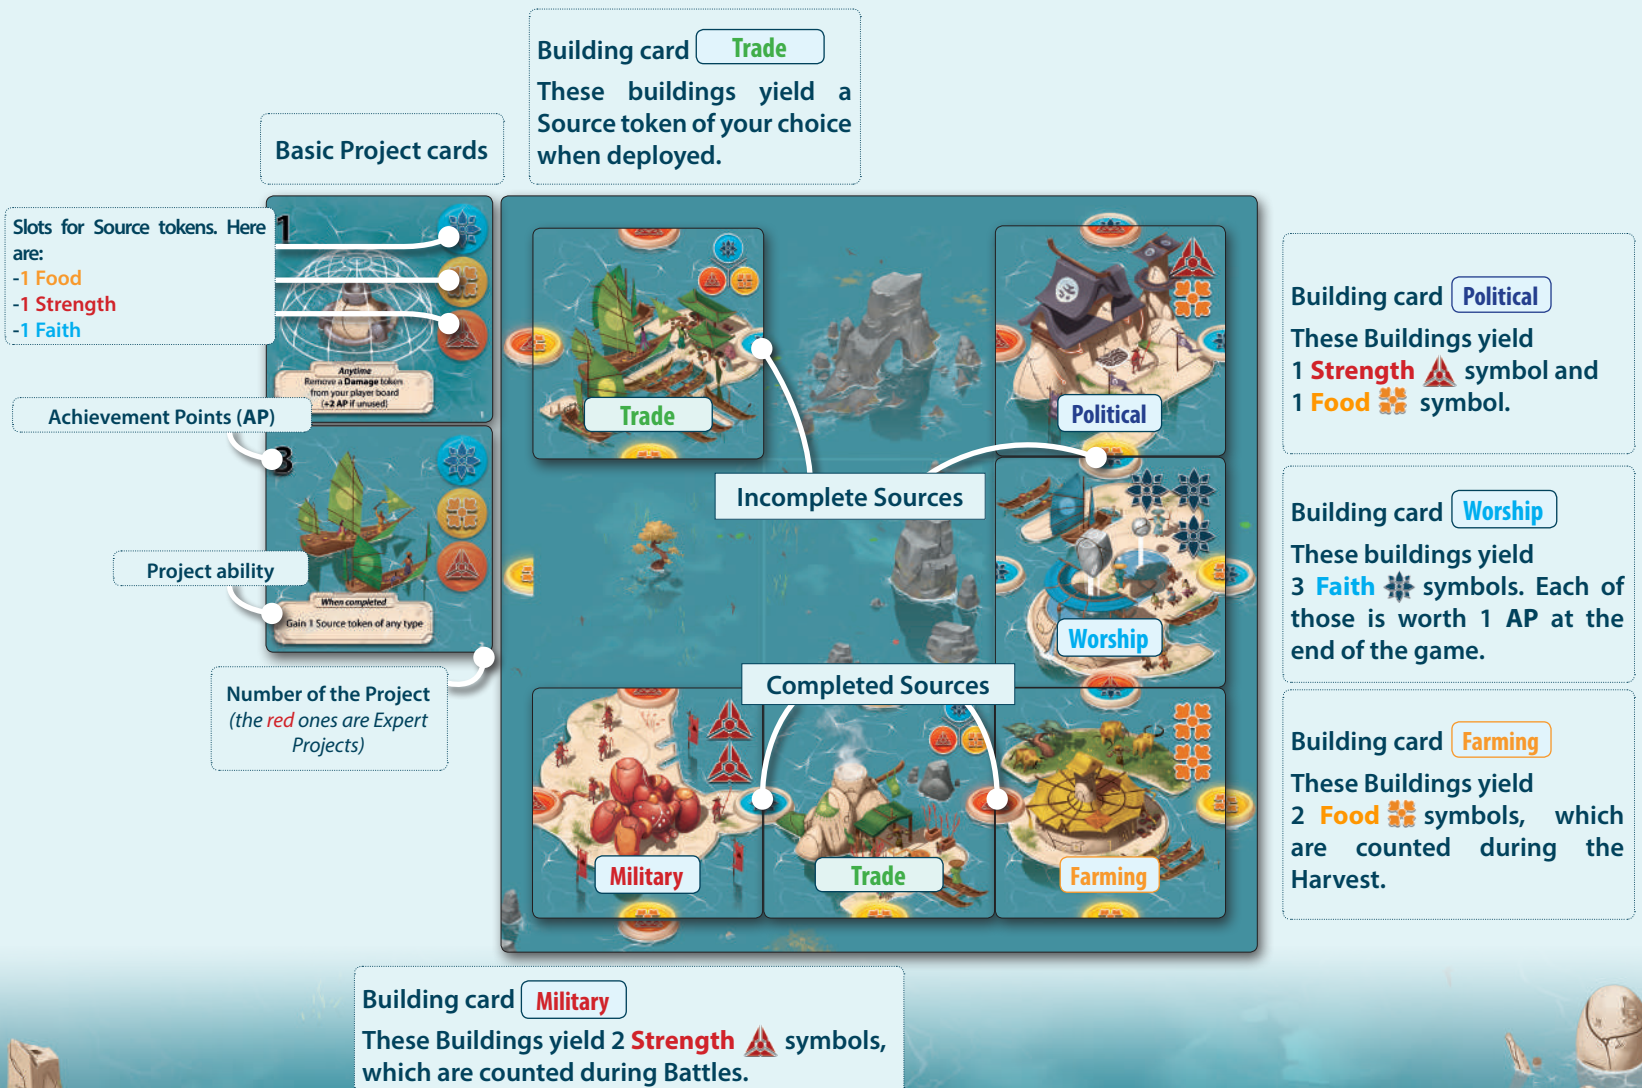 Building card Trade
These buildings yield a
Source token of your choice
when deployed.
Basic Project cards
Slots for Source tokens. Here
are:
-1 Food
-1 Strength
-1 Faith
1
Anytime
Remove a Damage token
from your player board
(+2 AP if unused)
1
Achievement Points (AP)
3
Project ability
When completed
Gain 1 Source token of any type
Number of the Project
(the red ones are Expert
Projects)
Trade
Political
Incomplete Sources
Worship
Completed Sources
Military
Trade
Farming
Building card Political
These Buildings yield
1 Strength symbol and
1 Food symbol.
Building card Worship
These buildings yield
3 Faith symbols. Each of
those is worth 1 AP at the
end of the game.
Building card Farming
These Buildings yield
2 Food symbols, which
are counted during the
Harvest.
Building card Military
These Buildings yield 2 Strength symbols,
which are counted during Battles.